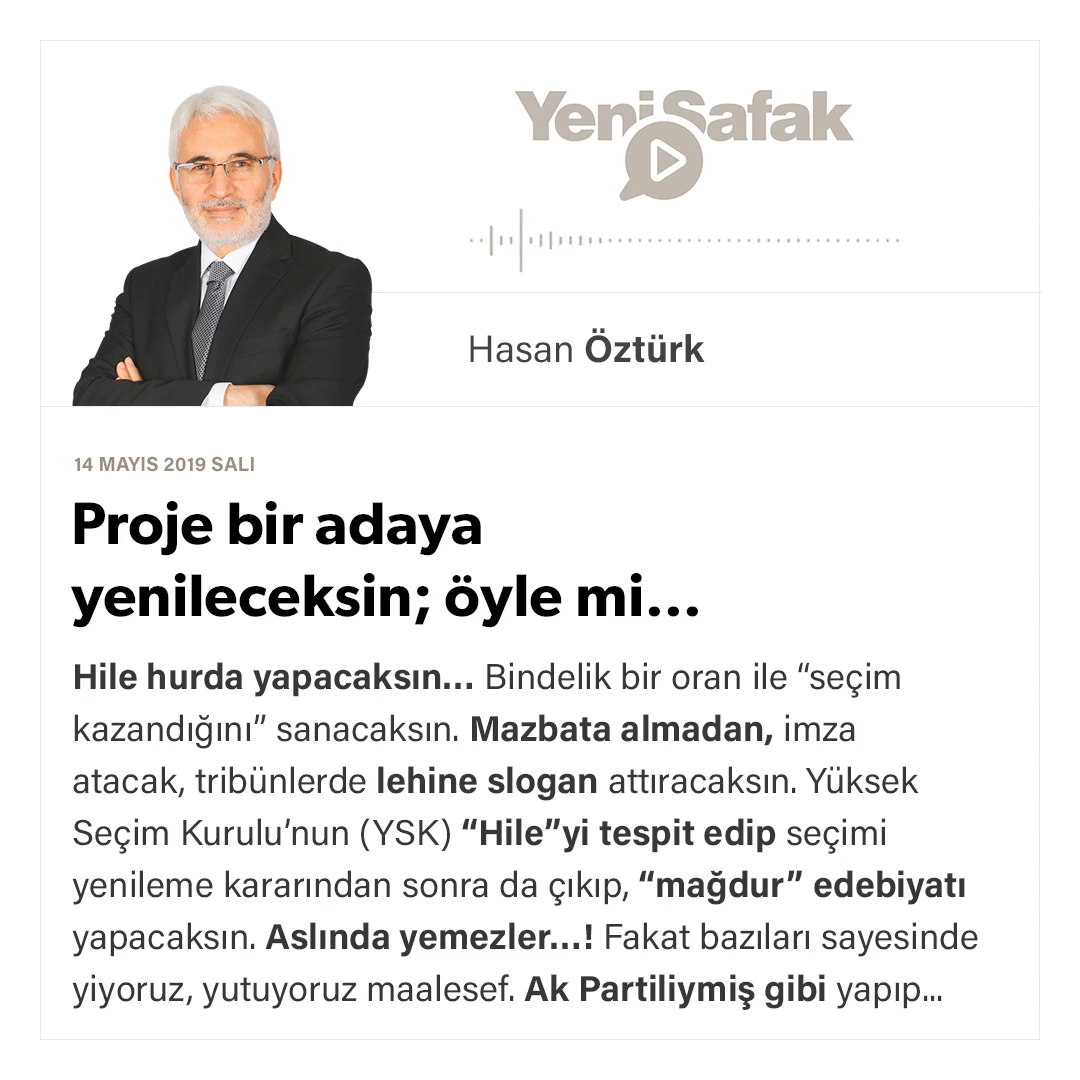 YeniŞafak
Hasan Öztürk
14 MAYIS 2019 SALI
Proje bir adaya
yenileceksin; öyle mi...
Hile hurda yapacaksın... Bindelik bir oran ile “seçim
kazandığını” sanacaksın. Mazbata almadan, imza
atacak, tribünlerde lehine slogan attıracaksın. Yüksek
Seçim Kurulu’nun (YSK) “Hile”yi tespit edip seçimi
yenileme kararından sonra da çıkıp, “mağdur” edebiyatı
yapacaksın. Aslında yemezler...! Fakat bazıları sayesinde
yiyoruz, yutuyoruz maalesef. Ak Partiliymiş gibi yapıp...